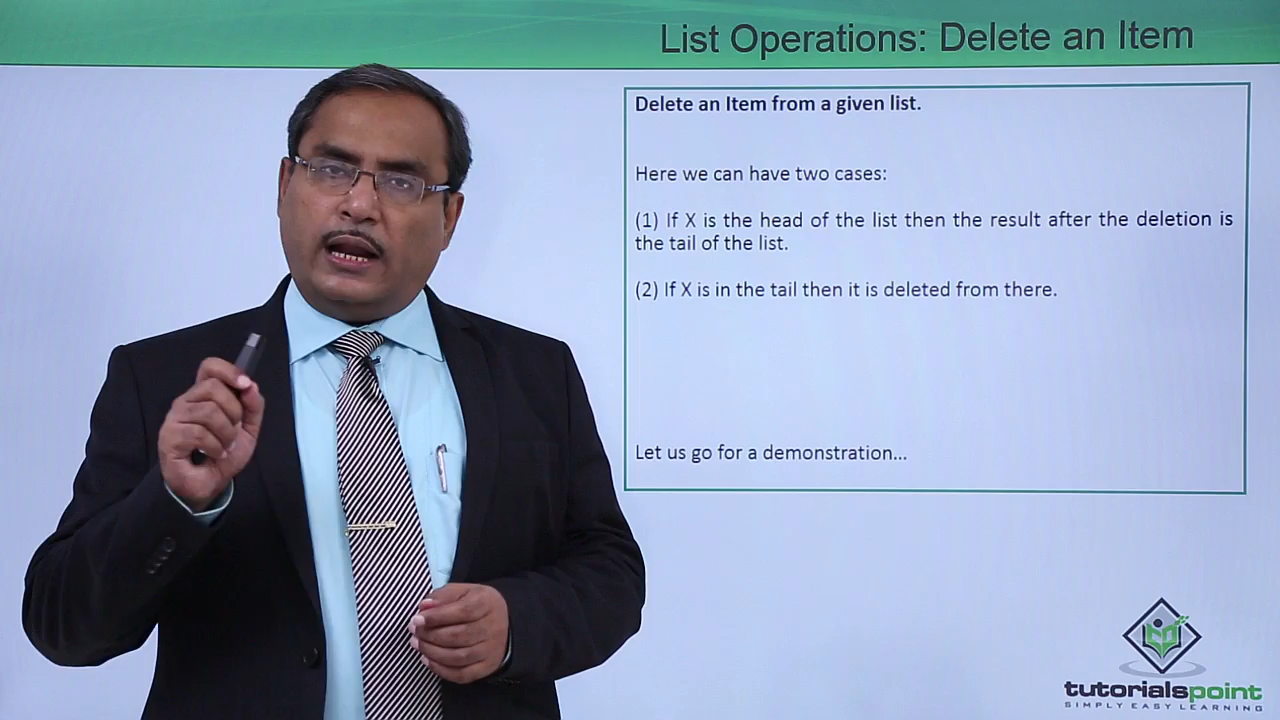 List Operations: Delete an Item
Delete an Item from a given list.
Here we can have two cases:
(1) If X is the head of the list then the result after the deletion is
the tail of the list.
(2) If X is in the tail then it is deleted from there.
Let us go for a demonstration...
tutorialspoint
SIMPLY EASY LEARNING